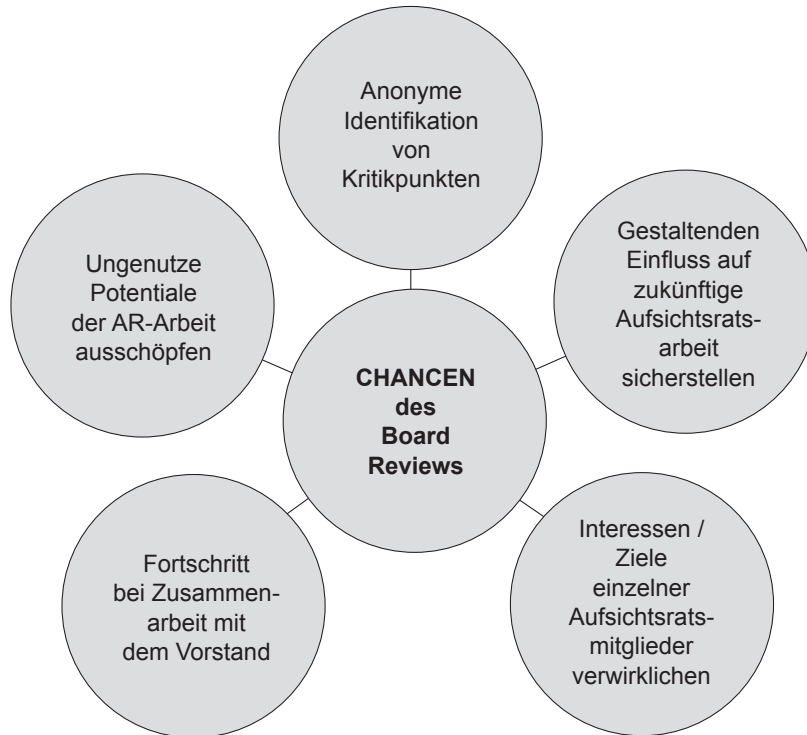 Anonyme
Identifikation
von
Kritikpunkten
Gestaltenden
Einfluss auf
zukünftige
Aufsichtsrats-
arbeit
sicherstellen
Ungenutze
Potentiale
der AR-Arbeit
ausschöpfen
CHANCEN
des
Board
Reviews
Fortschritt
bei Zusammen-
arbeit mit
dem Vorstand
Interessen /
Ziele
einzelner
Aufsichtsrats-
mitglieder
verwirklichen